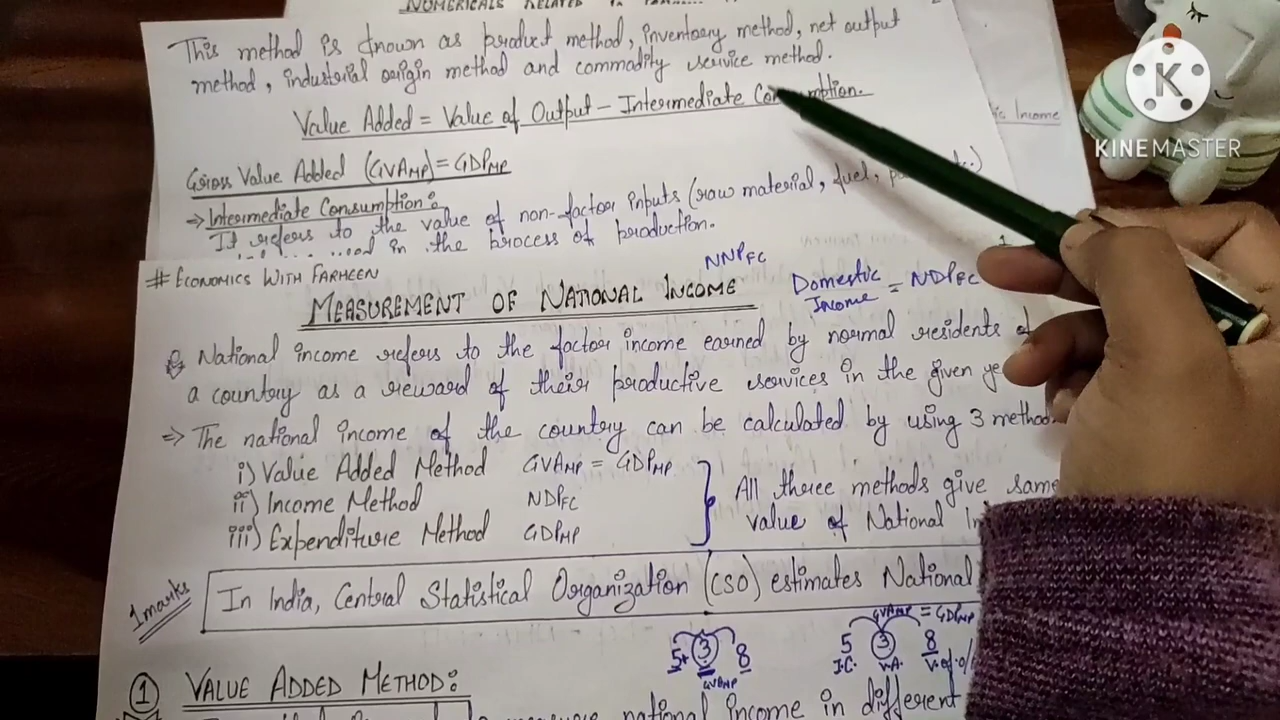 NUMERICALS RELATED
This method is known as product method, inventory method, net output
method, industrial origin method and commodity service method.
Value Added = Value of Output - Intermediate Consumption.
Gross Value Added (GVAMP) = GDPMP
⇒ Intermediate Consumption:
It refers to the value of non-factor inputs (raw material, fuel,
used in the process of production.
ic Income
K
KINEMASTER
# ECONOMICS WITH FARHEEN
NNPFC
MEASUREMENT OF NATIONAL INCOME
Domestic Income = NDPFC
National income refers to the factor income earned by normal residents of
a country as a reward of their productive services in the given
⇒ The national income of the country can be calculated by using 3
i) Value Added Method GVAMP = GDPMP
ii) Income Method NDPFC
iii) Expenditure Method GDPMP
All three methods give same
value of National
1 marks
In India, Central Statistical Organization (CSO) estimates National
GVAMP = GDPMP
5 + 3 8
GVAMP
5 3 8
I.C. V.A. V.of.o/
1 VALUE ADDED METHOD:
national income in different